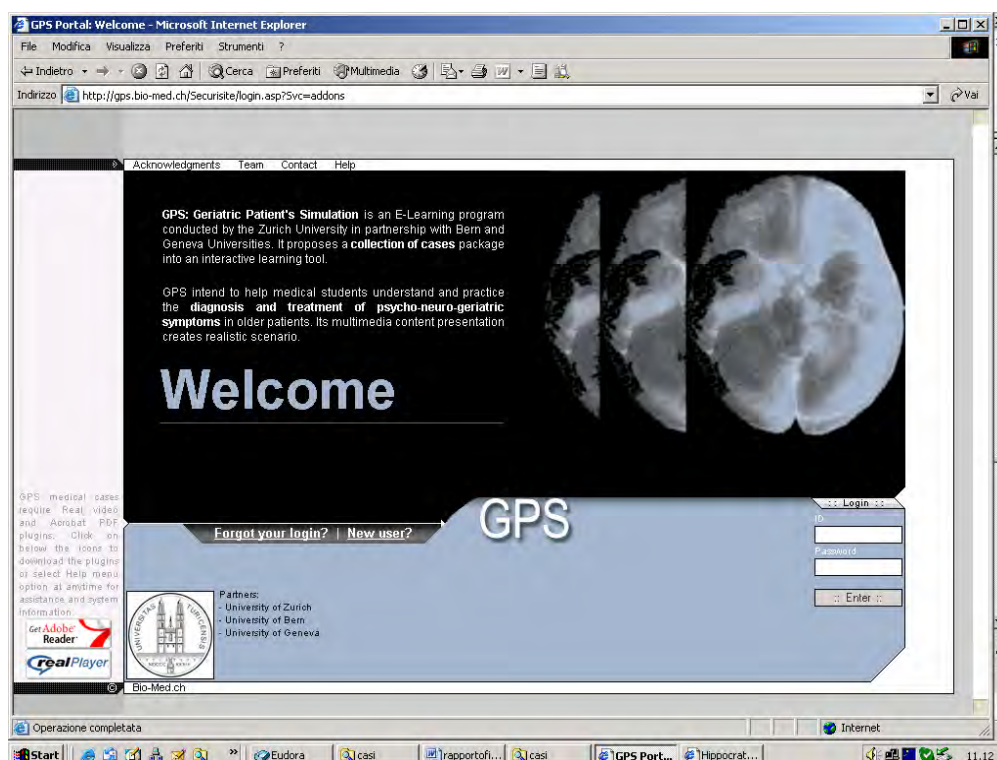 GPS Portal: Welcome - Microsoft Internet Explorer
File Modifica Visualizza Preferiti Strumenti ?
Indietro Cerca Preferiti Multimedia
Indirizzo http://gps.bio-med.ch/Securisite/login.asp?Svc=addons Vai
Acknowledgments Team Contact Help
GPS: Geriatric Patient's Simulation is an E-Learning program
conducted by the Zurich University in partnership with Bern and
Geneva Universities. It proposes a collection of cases package
into an interactive learning tool.
GPS intend to help medical students understand and practice
the diagnosis and treatment of psycho-neuro-geriatric
symptoms in older patients. Its multimedia content presentation
creates realistic scenario.
Welcome
GPS medical cases
require Real video
and Acrobat PDF
plugins. Click on
below the icons to
download the plugins
or select Help menu
option at anytime for
assistance and system
information.
Get Adobe
Reader
realPlayer
Forgot your login? | New user?
GPS
:: Login ::
ID
Password
:: Enter ::
Partners:
- University of Zurich
- University of Bern
- University of Geneva
UNIVERSITAS TURICENSIS
© Bio-Med.ch
Operazione completata Internet
Start » Eudora casi rapportofi... casi GPS Port... Hippocrat... 11.12